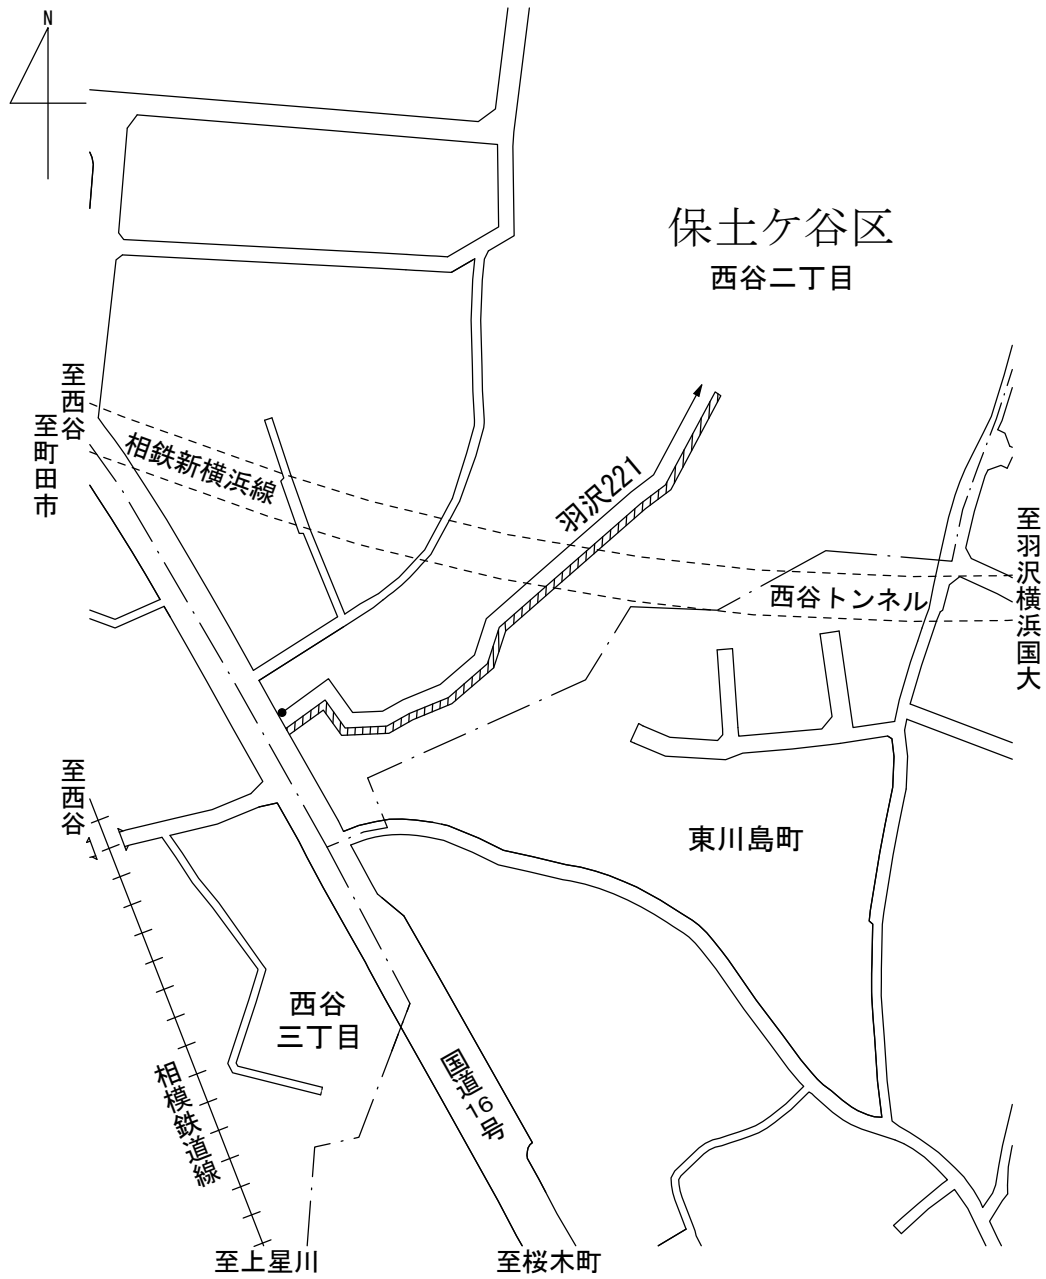 N
保土ケ谷区
西谷二丁目
至西谷
至町田市
相鉄新横浜線
羽沢221
至羽沢横浜国大
西谷トンネル
至西谷
東川島町
西谷
三丁目
国道16号
相模鉄道線
至上星川
至桜木町